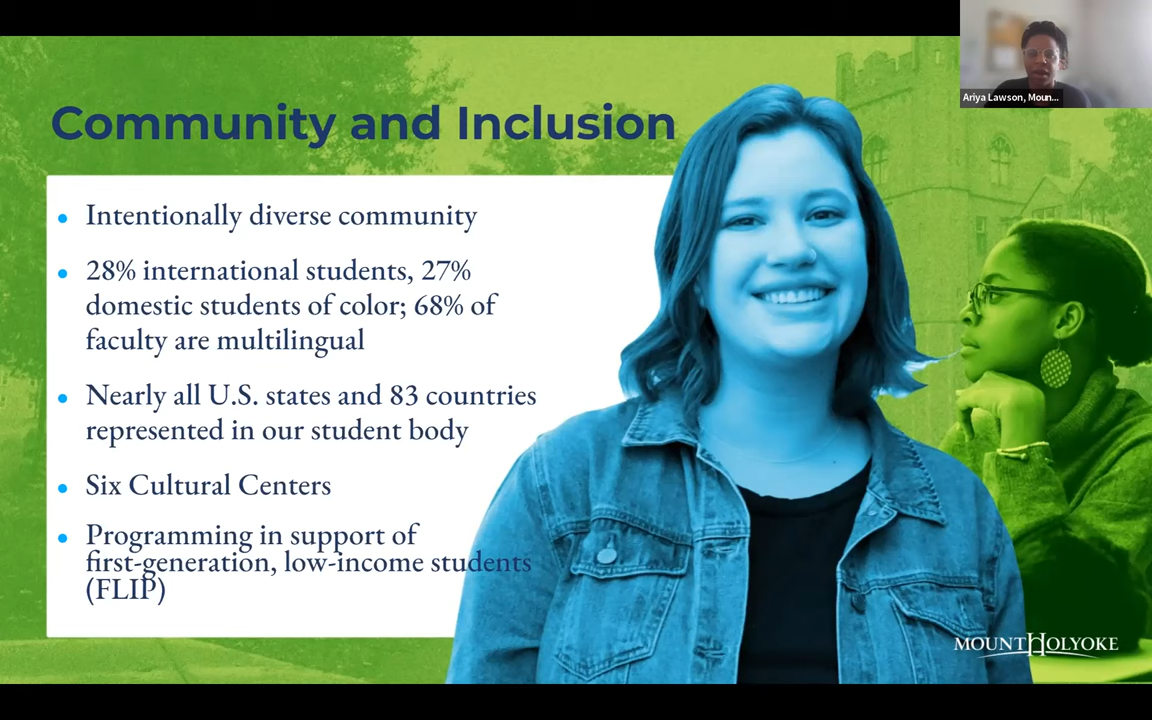 Ariya Lawson, Moun...
Community and Inclusion
Intentionally diverse community
28% international students, 27%
domestic students of color; 68% of
faculty are multilingual
Nearly all U.S. states and 83 countries
represented in our student body
Six Cultural Centers
Programming in support of
first-generation, low-income students
(FLIP)
MOUNT HOLYOKE